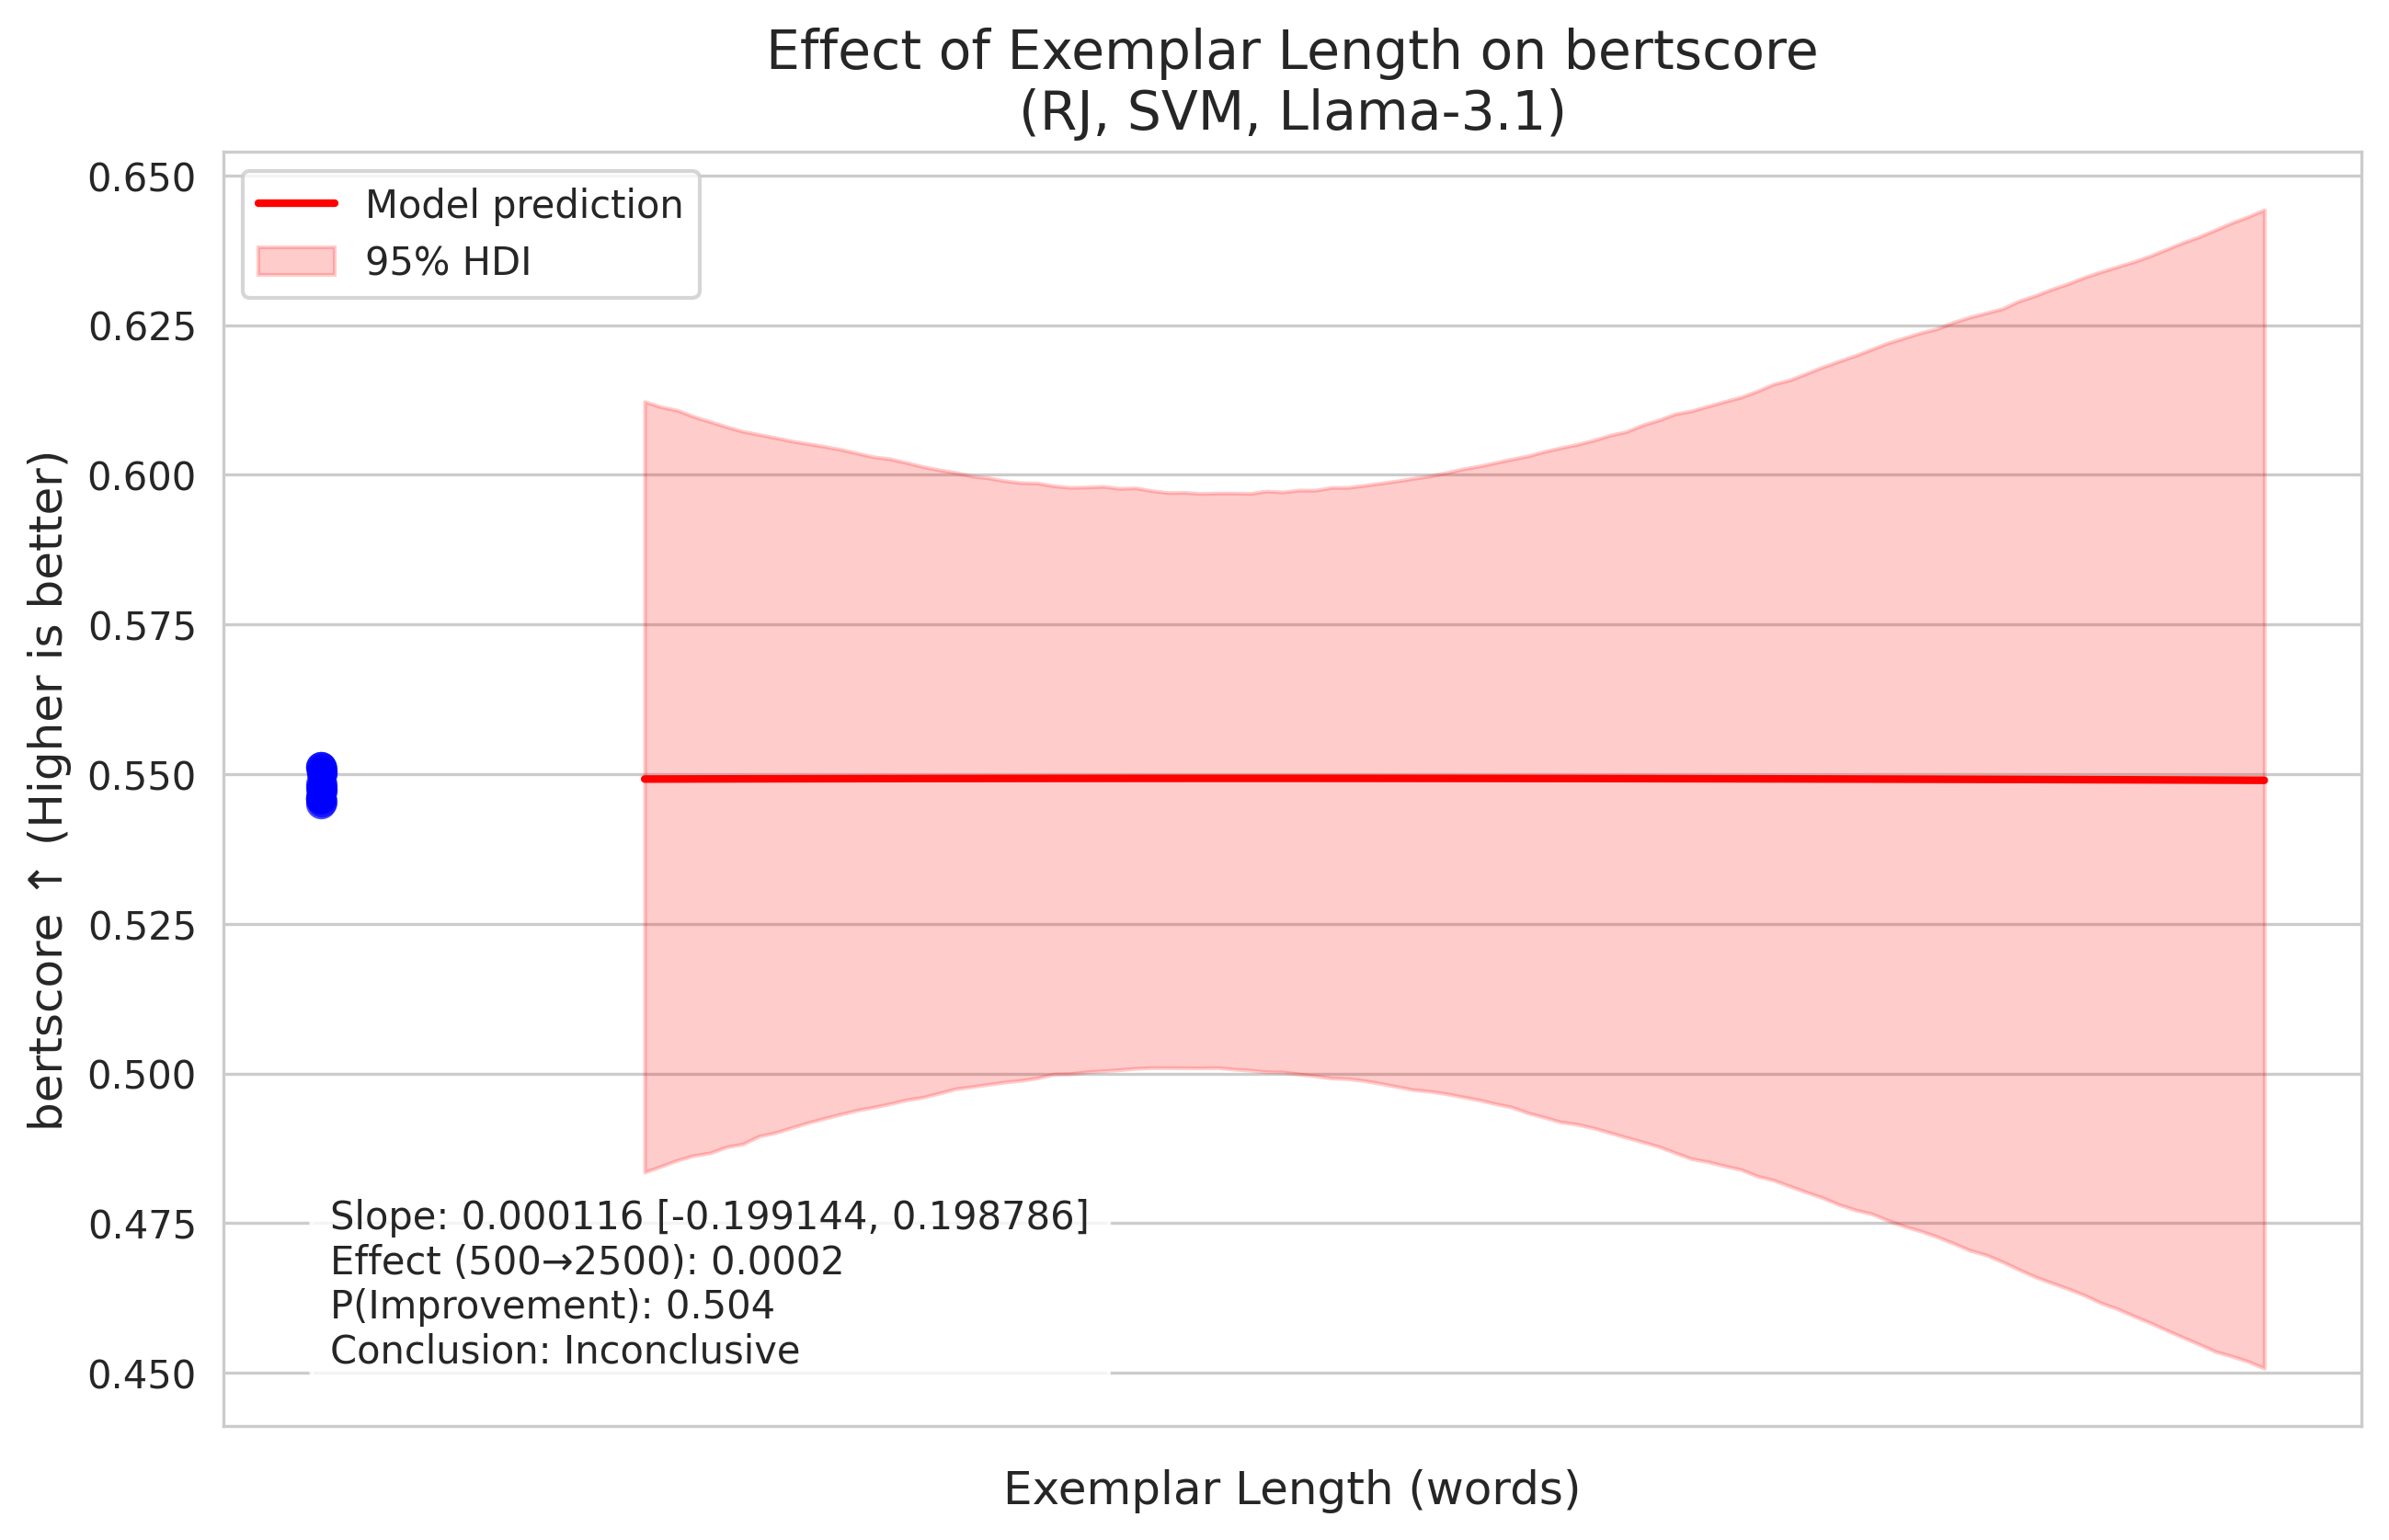 Effect of Exemplar Length on bertscore
(RJ, SVM, Llama-3.1)
Model prediction
95% HDI
bertscore ↑ (Higher is better)
0.650
0.625
0.600
0.575
0.550
0.525
0.500
0.475
0.450
Slope: 0.000116 [-0.199144, 0.198786]
Effect (500→2500): 0.0002
P(Improvement): 0.504
Conclusion: Inconclusive
Exemplar Length (words)